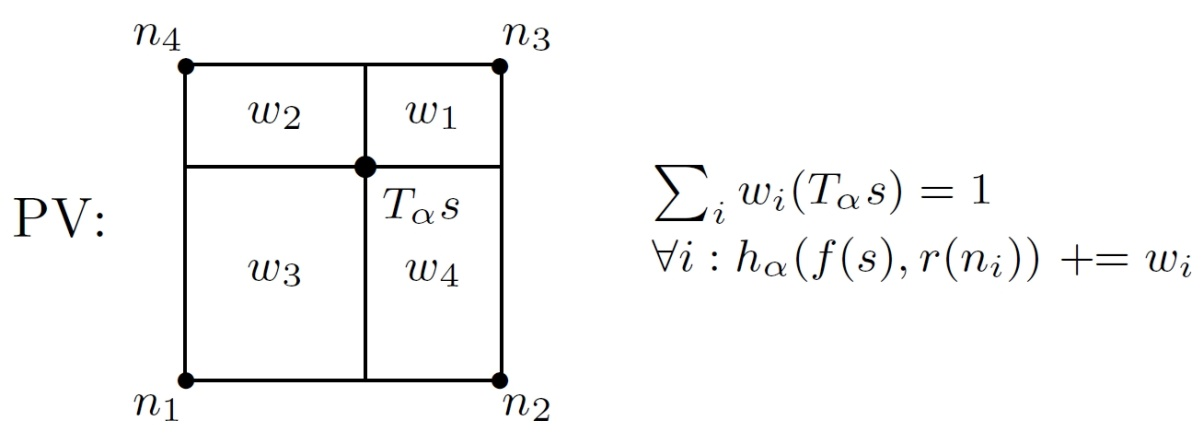 n₄ n₃
w₂ w₁
PV:
T_α s
w₃ w₄
n₁ n₂
∑_i w_i(T_α s) = 1
∀i : h_α(f(s), r(n_i)) += w_i